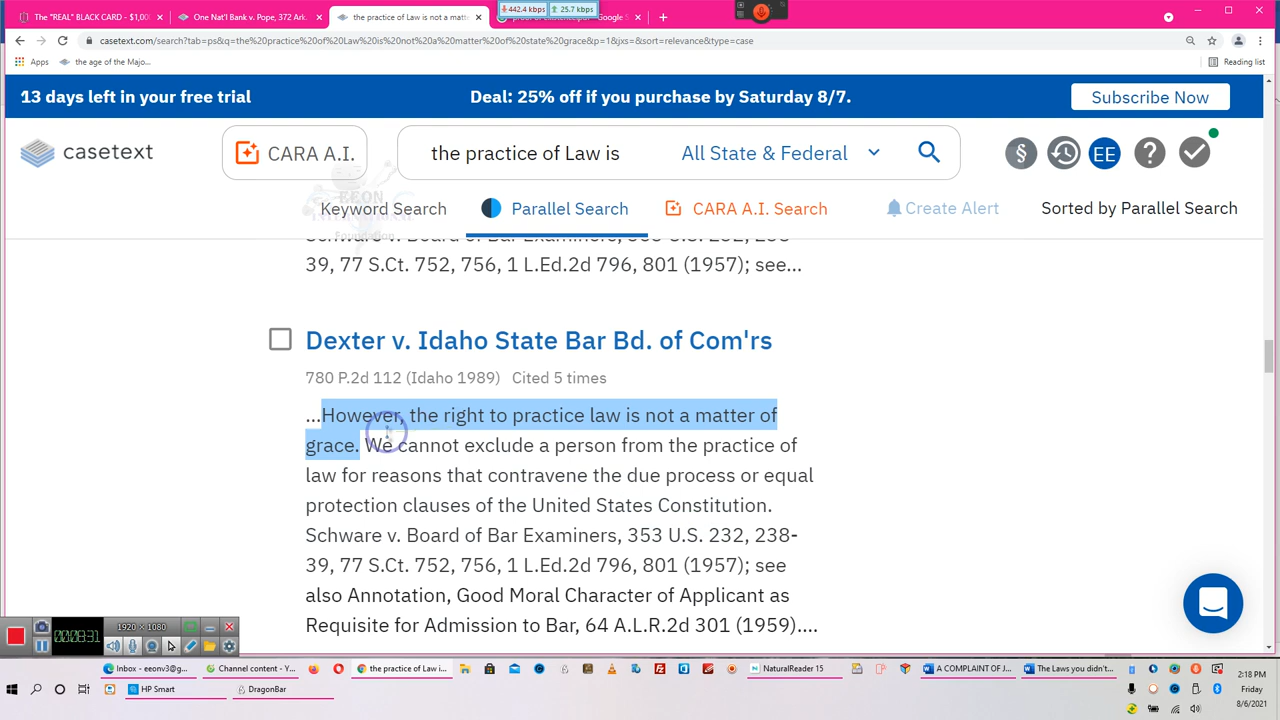 The "REAL" BLACK CARD - $1,00
One Nat'l Bank v. Pope, 372 Ark.
the practice of Law is not a matt
Google S
442.4 kbps
25.7 kbps
casetext.com/search?tab=ps&q=the%20practice%20of%20Law%20is%20not%20a%20matter%20of%20state%20grace&p=1&jxs=&sort=relevance&type=case
Apps
the age of the Majo...
Reading list
13 days left in your free trial
Deal: 25% off if you purchase by Saturday 8/7.
Subscribe Now
casetext
CARA A.I.
the practice of Law is
All State & Federal
§
EE
?
EEON
Foundation
Keyword Search
Parallel Search
CARA A.I. Search
Create Alert
Sorted by Parallel Search
39, 77 S.Ct. 752, 756, 1 L.Ed.2d 796, 801 (1957); see...
Dexter v. Idaho State Bar Bd. of Com'rs
780 P.2d 112 (Idaho 1989) Cited 5 times
...However, the right to practice law is not a matter of
grace. We cannot exclude a person from the practice of
law for reasons that contravene the due process or equal
protection clauses of the United States Constitution.
Schware v. Board of Bar Examiners, 353 U.S. 232, 238-
39, 77 S.Ct. 752, 756, 1 L.Ed.2d 796, 801 (1957); see
also Annotation, Good Moral Character of Applicant as
Requisite for Admission to Bar, 64 A.L.R.2d 301 (1959)....
1920 × 1080
Inbox - eeonv3@g...
Channel content - Y...
the practice of Law i...
NaturalReader 15
A COMPLAINT OF J...
The Laws you didn't...
2:18 PM
Friday
8/6/2021
HP Smart
DragonBar